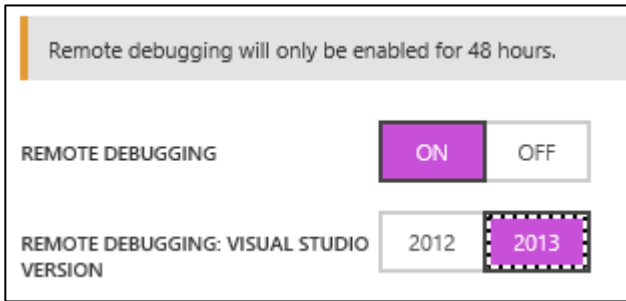 Remote debugging will only be enabled for 48 hours.
REMOTE DEBUGGING ON OFF
REMOTE DEBUGGING: VISUAL STUDIO VERSION 2012 2013